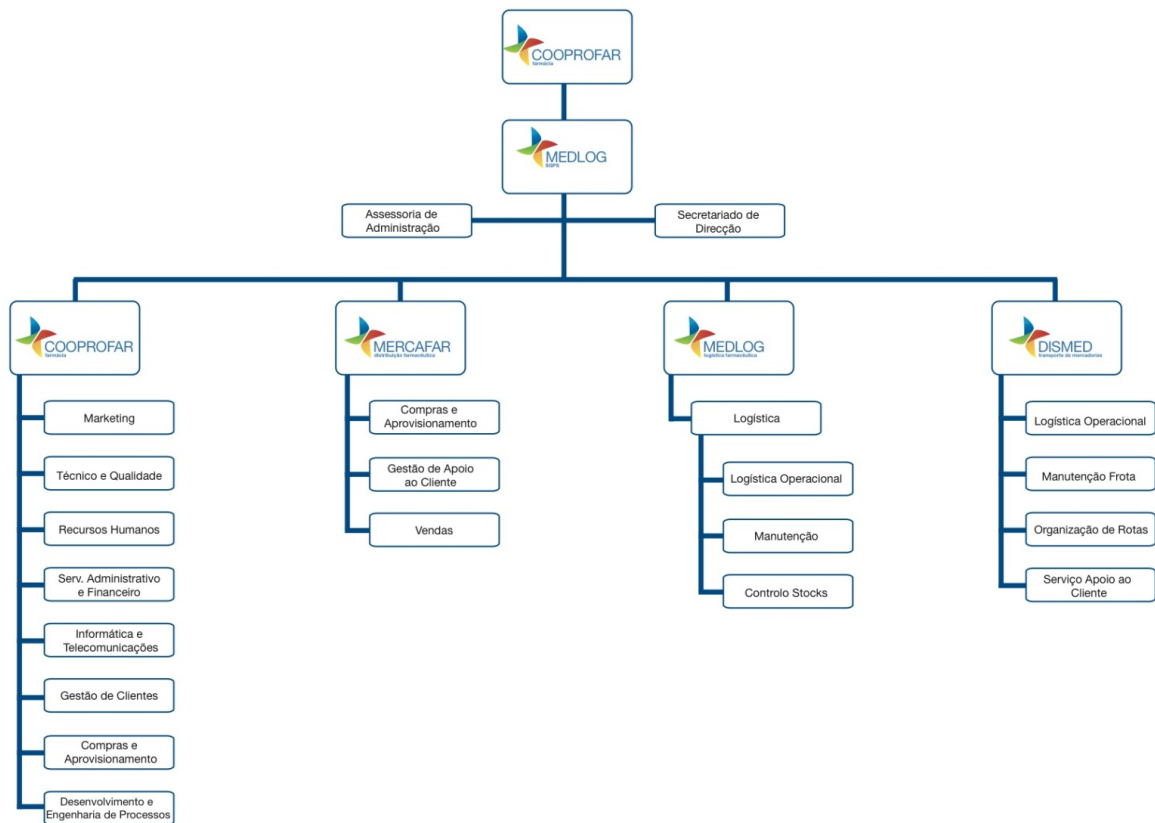 COOPROFAR
farmácia
MEDLOG
SGPS
Assessoria de
Administração
Secretariado de
Direcção
COOPROFAR
farmácia
MERCAFAR
distribuição farmacêutica
MEDLOG
logística farmacêutica
DISMED
transporte de mercadorias
Marketing
Técnico e Qualidade
Recursos Humanos
Serv. Administrativo
e Financeiro
Informática e
Telecomunicações
Gestão de Clientes
Compras e
Aprovisionamento
Desenvolvimento e
Engenharia de Processos
Compras e
Aprovisionamento
Gestão de Apoio
ao Cliente
Vendas
Logística
Logística Operacional
Manutenção
Controlo Stocks
Logística Operacional
Manutenção Frota
Organização de Rotas
Serviço Apoio ao
Cliente